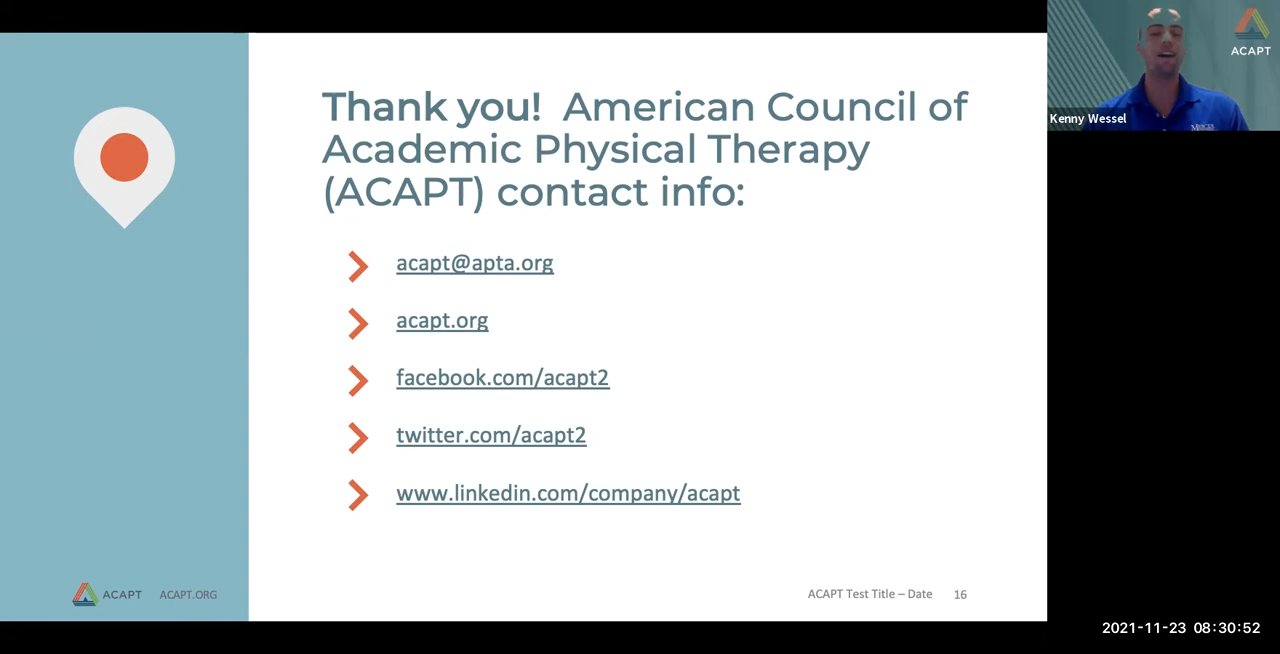 Thank you! American Council of
Academic Physical Therapy
(ACAPT) contact info:
acapt@apta.org
acapt.org
facebook.com/acapt2
twitter.com/acapt2
www.linkedin.com/company/acapt
ACAPT ACAPT.ORG
ACAPT Test Title – Date 16
ACAPT
Kenny Wessel
2021-11-23 08:30:52